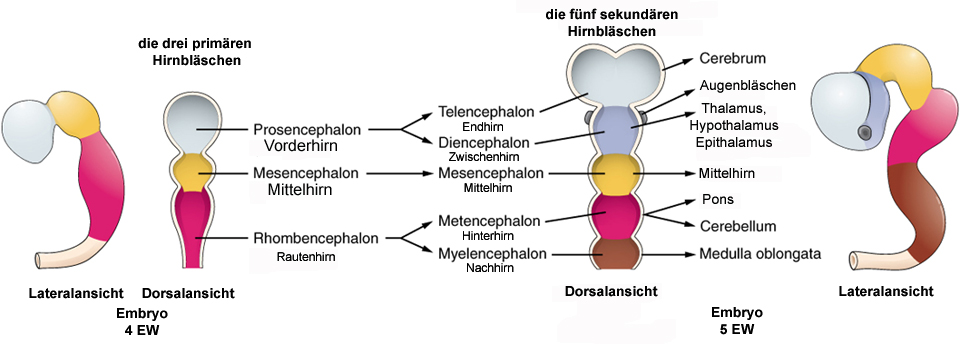 die drei primären
Hirnbläschen
die fünf sekundären
Hirnbläschen
Prosencephalon
Vorderhirn
Mesencephalon
Mittelhirn
Rhombencephalon
Rautenhirn
Telencephalon
Endhirn
Diencephalon
Zwischenhirn
Mesencephalon
Mittelhirn
Metencephalon
Hinterhirn
Myelencephalon
Nachhirn
Cerebrum
Augenbläschen
Thalamus,
Hypothalamus
Epithalamus
Mittelhirn
Pons
Cerebellum
Medulla oblongata
Lateralansicht
Dorsalansicht
Embryo
4 EW
Dorsalansicht
Lateralansicht
Embryo
5 EW